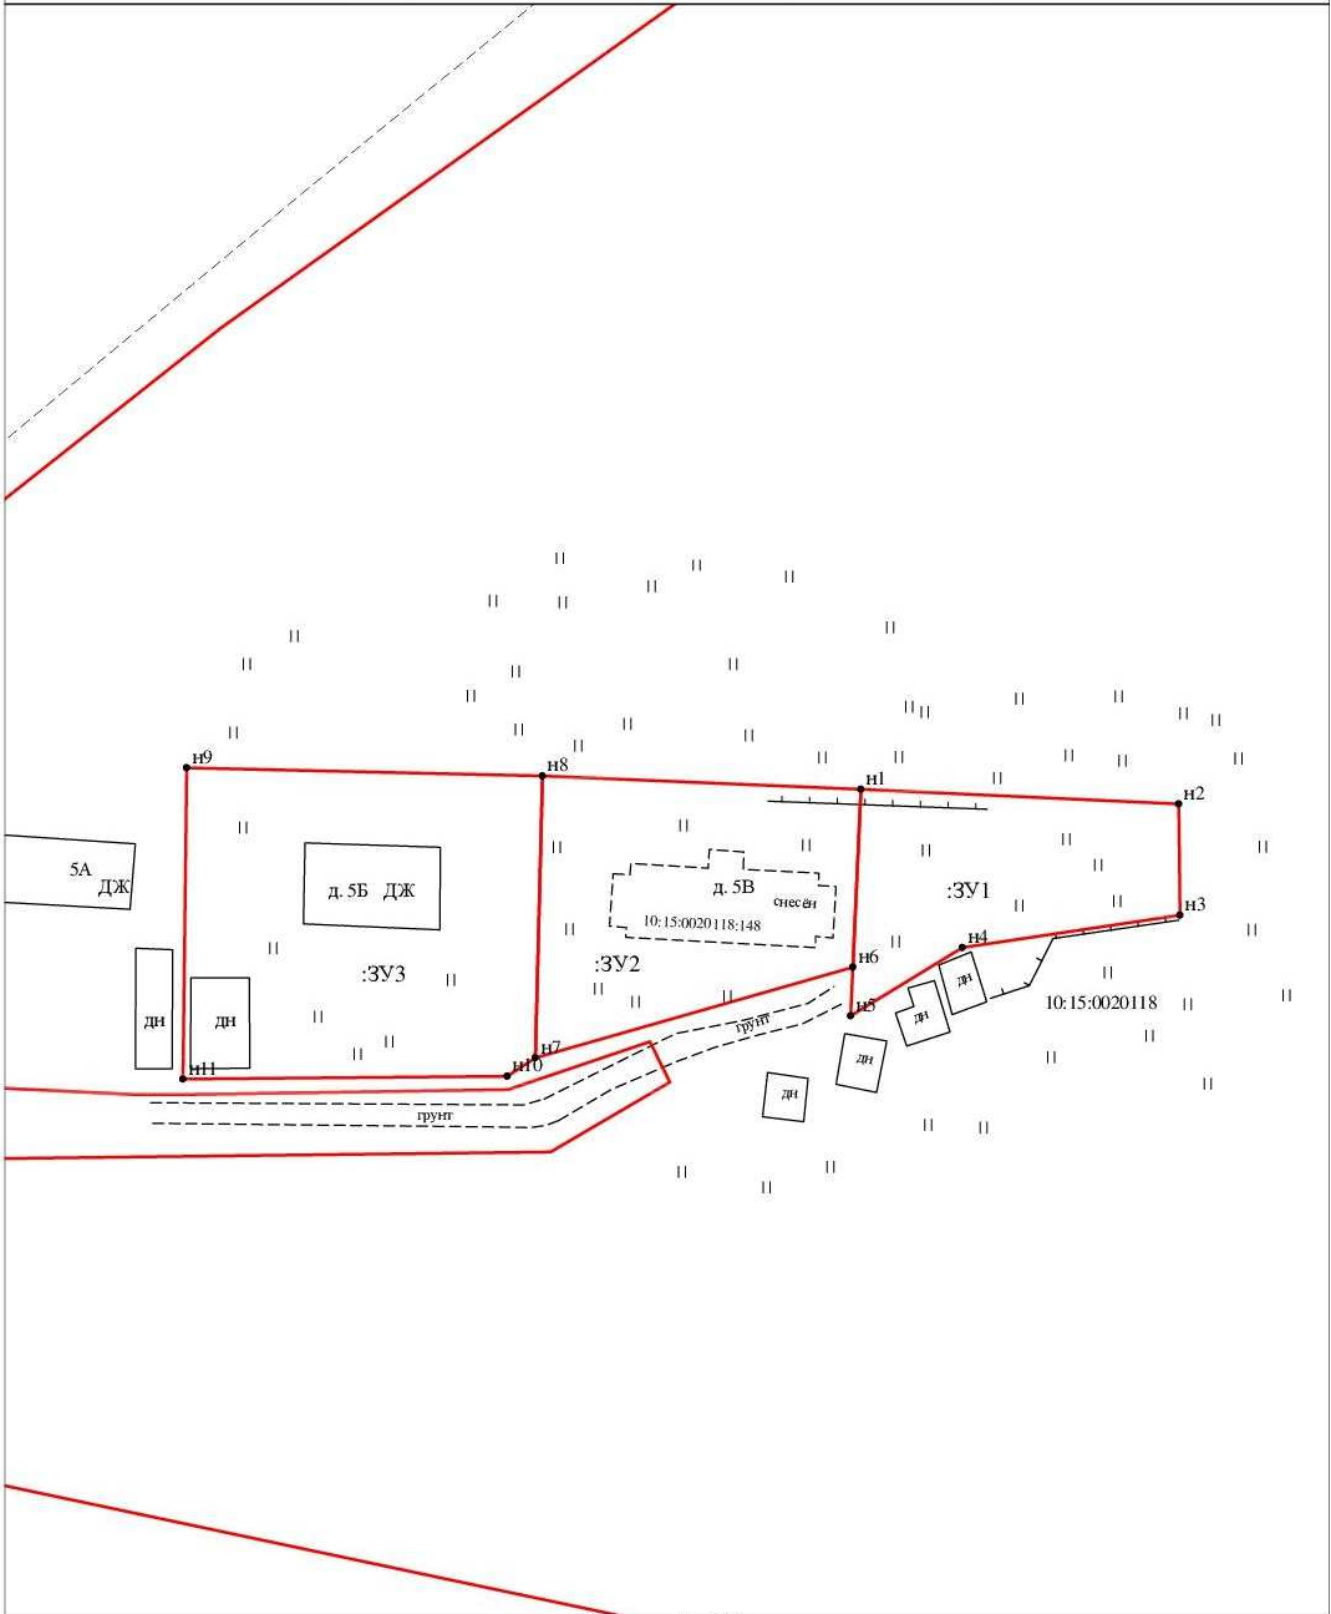 н9
н8
н1
н2
5А
ДЖ
д. 5Б ДЖ
д. 5В
снесён
10:15:0020118:148
:ЗУ1
н3
н4
н6
:ЗУ2
:ЗУ3
дн
10:15:0020118
н5
дн
дн
дн
грунт
н7
дн
н10
н11
дн
грунт